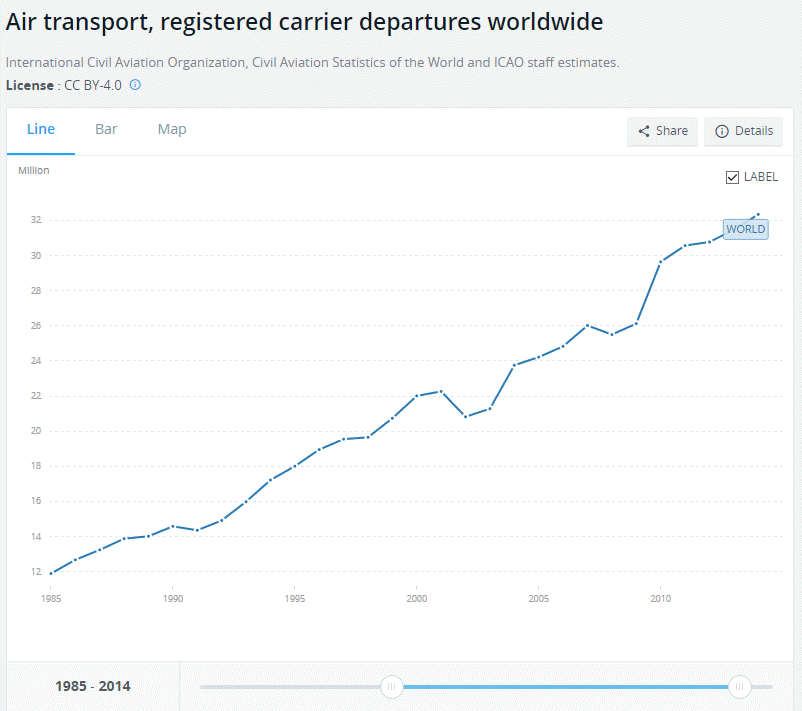 Air transport, registered carrier departures worldwide
International Civil Aviation Organization, Civil Aviation Statistics of the World and ICAO staff estimates.
License : CC BY-4.0
Line Bar Map Share Details
Million
LABEL
32
WORLD
30
28
26
24
22
20
18
16
14
12
1985 1990 1995 2000 2005 2010
1985 - 2014